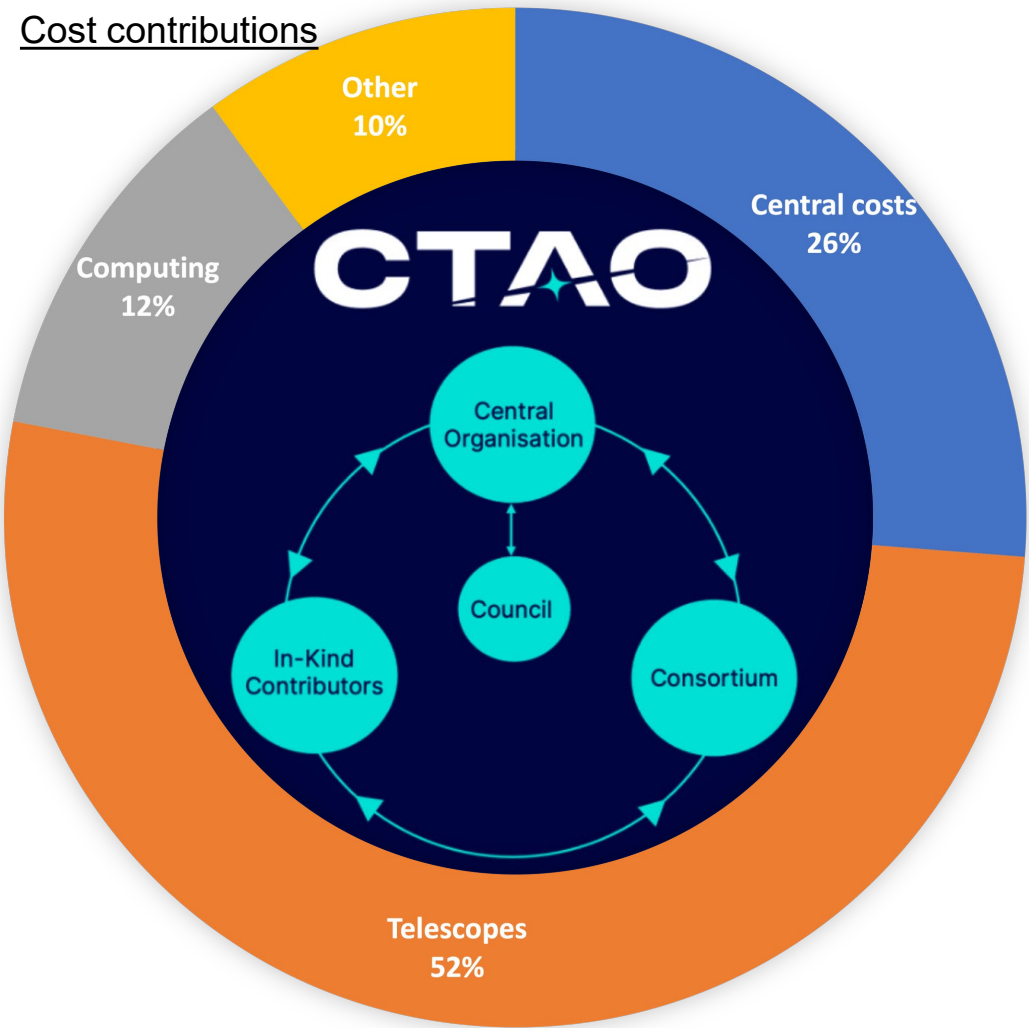 Cost contributions
Other
10%
Central costs
26%
Computing
12%
CTAO
Central
Organisation
Council
In-Kind
Contributors
Consortium
Telescopes
52%